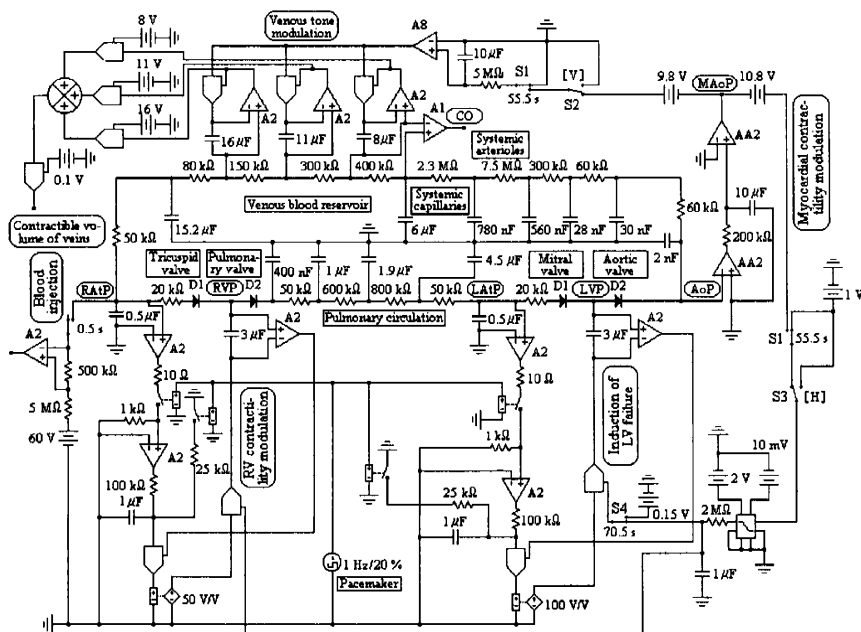 8 V
Venous tone
modulation
A8
10 µF
S1
[V]
5 MΩ
55.5 s
S2
9.8 V
MAoP
10.8 V
11 V
16 V
A2
A2
A2
A1
CO
16 µF
11 µF
8 µF
Systemic
arterioles
0.1 V
80 kΩ
150 kΩ
300 kΩ
400 kΩ
2.3 MΩ
7.5 MΩ
300 kΩ
60 kΩ
AA2
Myocardial contrac-
tility modulation
Contractible vo-
lume of veins
50 kΩ
15.2 µF
Venous blood reservoir
Systemic
capillaries
6 µF
780 nF
560 nF
28 nF
30 nF
60 kΩ
2 nF
10 µF
200 kΩ
AA2
Blood
injection
RAtP
Tricuspid
valve
Pulmona-
ry valve
400 nF
1 µF
1.9 µF
4.5 µF
Mitral
valve
Aortic
valve
20 kΩ
D1
RVP
D2
50 kΩ
600 kΩ
800 kΩ
50 kΩ
LAtP
20 kΩ
D1
LVP
D2
AoP
1 V
A2
0.5 s
0.5 µF
A2
3 µF
A2
Pulmonary circulation
0.5 µF
A2
3 µF
A2
S1
55.5 s
500 kΩ
5 MΩ
60 V
10 Ω
1 kΩ
A2
100 kΩ
1 µF
25 kΩ
RV contracti-
lity modulation
10 Ω
1 kΩ
A2
25 kΩ
100 kΩ
1 µF
Induction of
LV failure
S3
[H]
10 mV
2 V
S4
0.15 V
70.5 s
2 MΩ
1 µF
50 V/V
1 Hz/20 %
Pacemaker
100 V/V